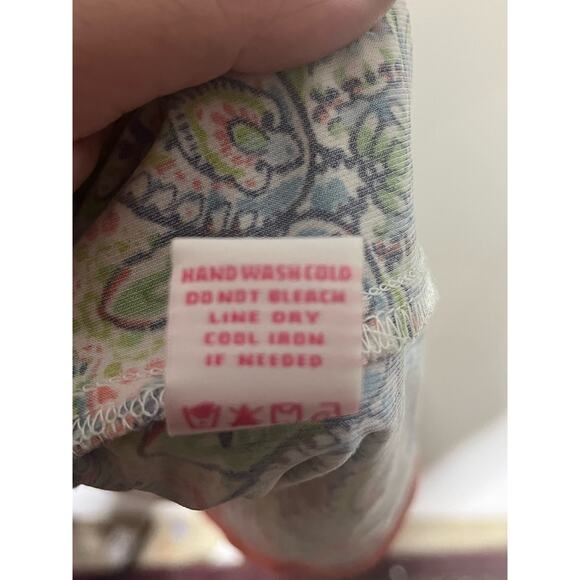 HAND WASH COLD
DO NOT BLEACH
LINE DRY
COOL IRON
IF NEEDED